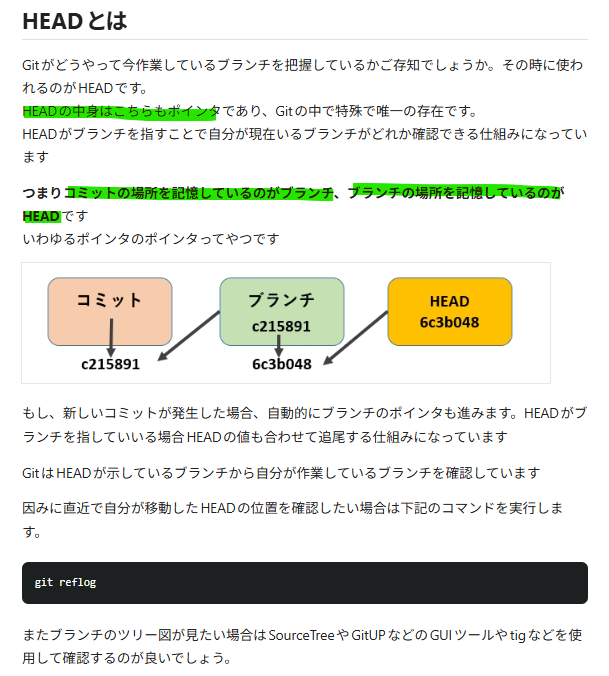 HEADとは
Gitがどうやって今作業しているブランチを把握しているかご存知でしょうか。その時に使わ
れるのがHEADです。
HEADの中身はこちらもポインタであり、Gitの中で特殊で唯一の存在です。
HEADがブランチを指すことで自分が現在いるブランチがどれか確認できる仕組みになってい
ます
つまりコミットの場所を記憶しているのがブランチ、ブランチの場所を記憶しているのが
HEADです
いわゆるポインタのポインタってやつです
コミット
ブランチ
HEAD
c215891
6c3b048
c215891
6c3b048
もし、新しいコミットが発生した場合、自動的にブランチのポインタも進みます。HEADがブ
ランチを指していいる場合HEADの値も合わせて追尾する仕組みになっています
GitはHEADが示しているブランチから自分が作業しているブランチを確認しています
因みに直近で自分が移動したHEADの位置を確認したい場合は下記のコマンドを実行しま
す。
git reflog
またブランチのツリー図が見たい場合はSourceTreeやGitUPなどのGUIツールやtigなどを使
用して確認するのが良いでしょう。